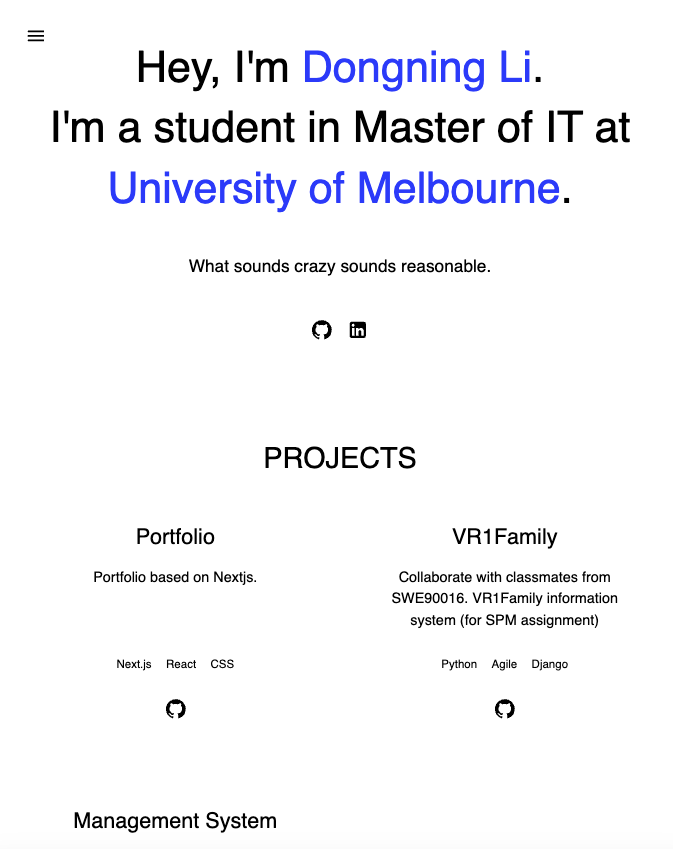 Hey, I'm Dongning Li.
I'm a student in Master of IT at
University of Melbourne.
What sounds crazy sounds reasonable.
PROJECTS
Portfolio
Portfolio based on Nextjs.
Next.js React CSS
VR1Family
Collaborate with classmates from
SWE90016. VR1Family information
system (for SPM assignment)
Python Agile Django
Management System